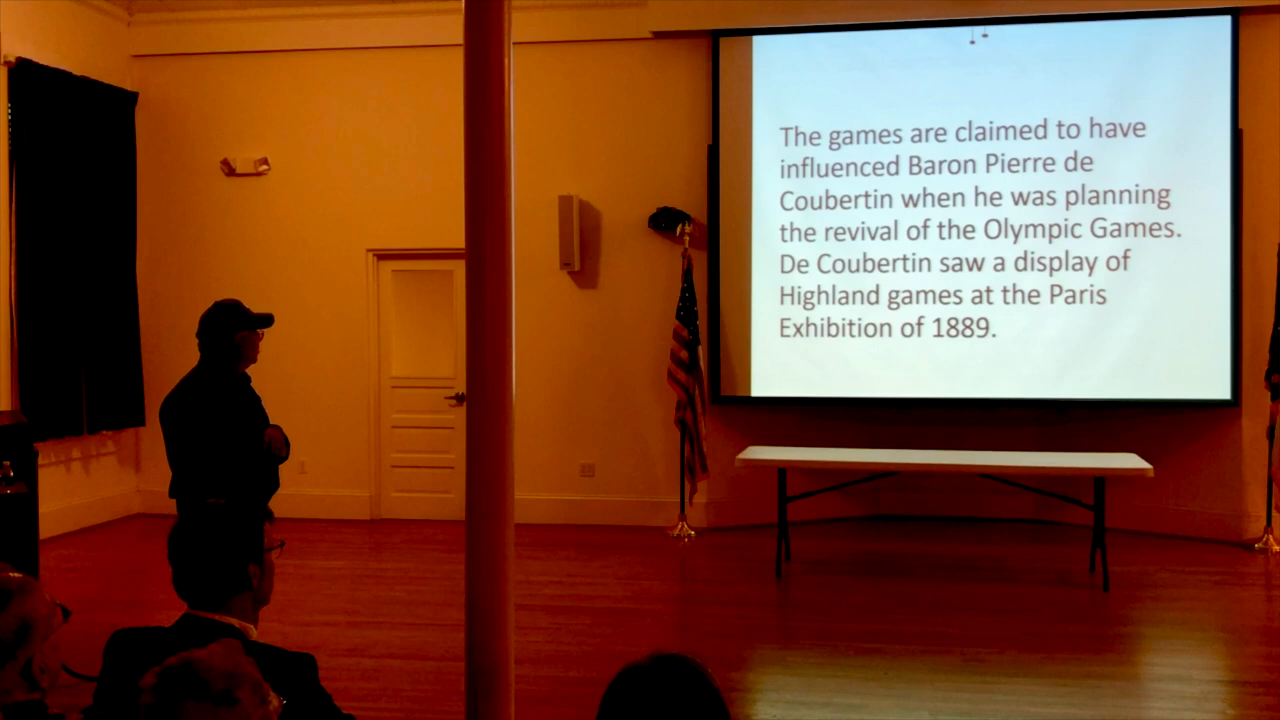 The games are claimed to have
influenced Baron Pierre de
Coubertin when he was planning
the revival of the Olympic Games.
De Coubertin saw a display of
Highland games at the Paris
Exhibition of 1889.